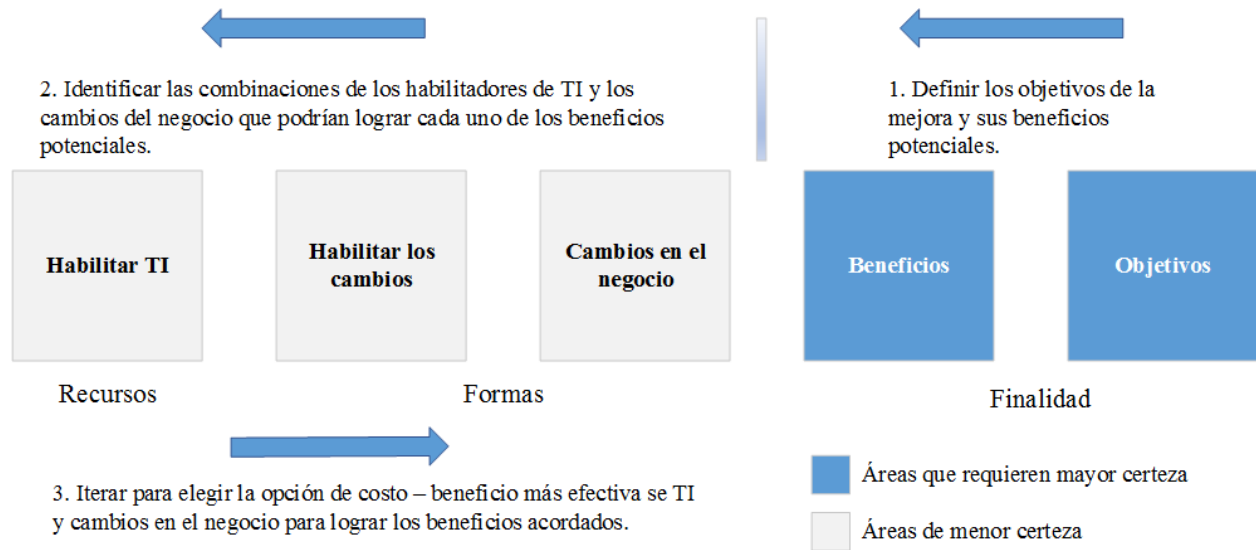 2. Identificar las combinaciones de los habilitadores de TI y los
cambios del negocio que podrían lograr cada uno de los beneficios
potenciales.
1. Definir los objetivos de la
mejora y sus beneficios
potenciales.
Habilitar TI
Habilitar los
cambios
Cambios en el
negocio
Beneficios
Objetivos
Recursos
Formas
Finalidad
3. Iterar para elegir la opción de costo – beneficio más efectiva se TI
y cambios en el negocio para lograr los beneficios acordados.
Áreas que requieren mayor certeza
Áreas de menor certeza